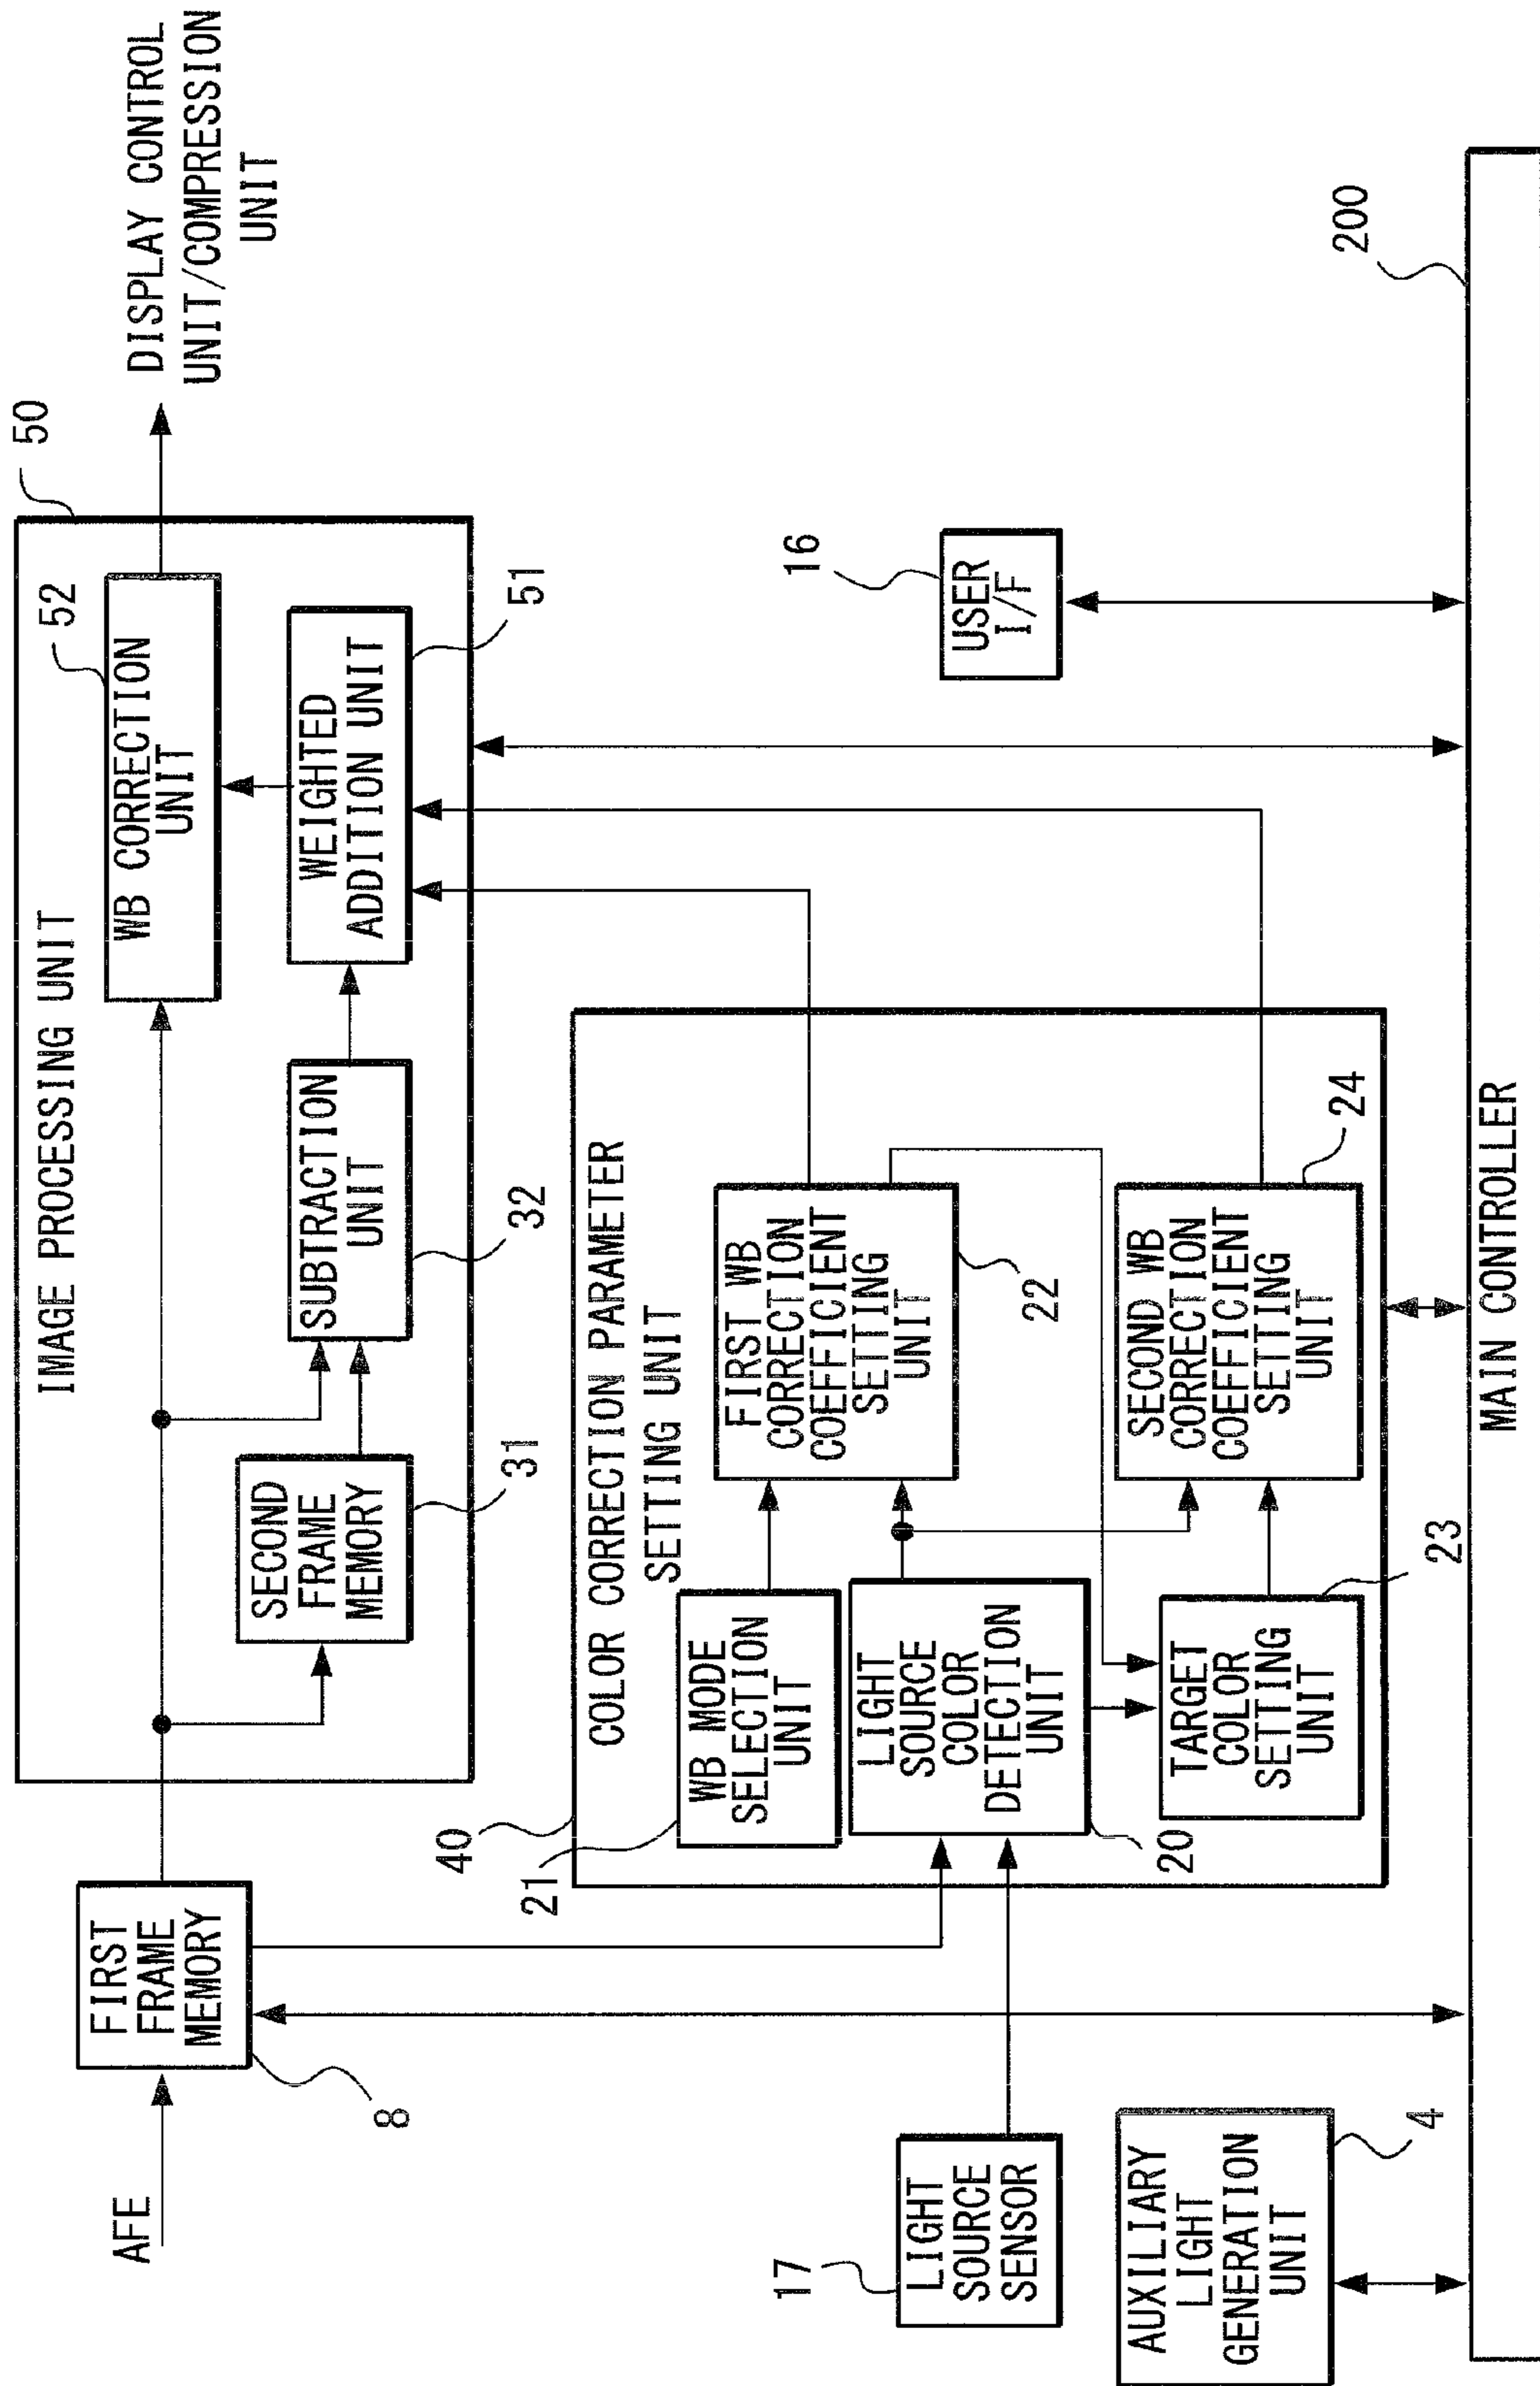 AFE
FIRST
FRAME
MEMORY
8
IMAGE PROCESSING UNIT
50
SECOND
FRAME
MEMORY
31
SUBTRACTION
UNIT
32
WB CORRECTION
UNIT
52
WEIGHTED
ADDITION UNIT
51
DISPLAY CONTROL
UNIT/COMPRESSION
UNIT
COLOR CORRECTION PARAMETER
SETTING UNIT
40
WB MODE
SELECTION
UNIT
21
LIGHT
SOURCE
COLOR
DETECTION
UNIT
20
TARGET
COLOR
SETTING
UNIT
23
FIRST WB
CORRECTION
COEFFICIENT
SETTING
UNIT
22
SECOND WB
CORRECTION
COEFFICIENT
SETTING
UNIT
24
LIGHT
SOURCE
SENSOR
17
AUXILIARY
LIGHT
GENERATION
UNIT
4
USER
I/F
16
MAIN CONTROLLER
200